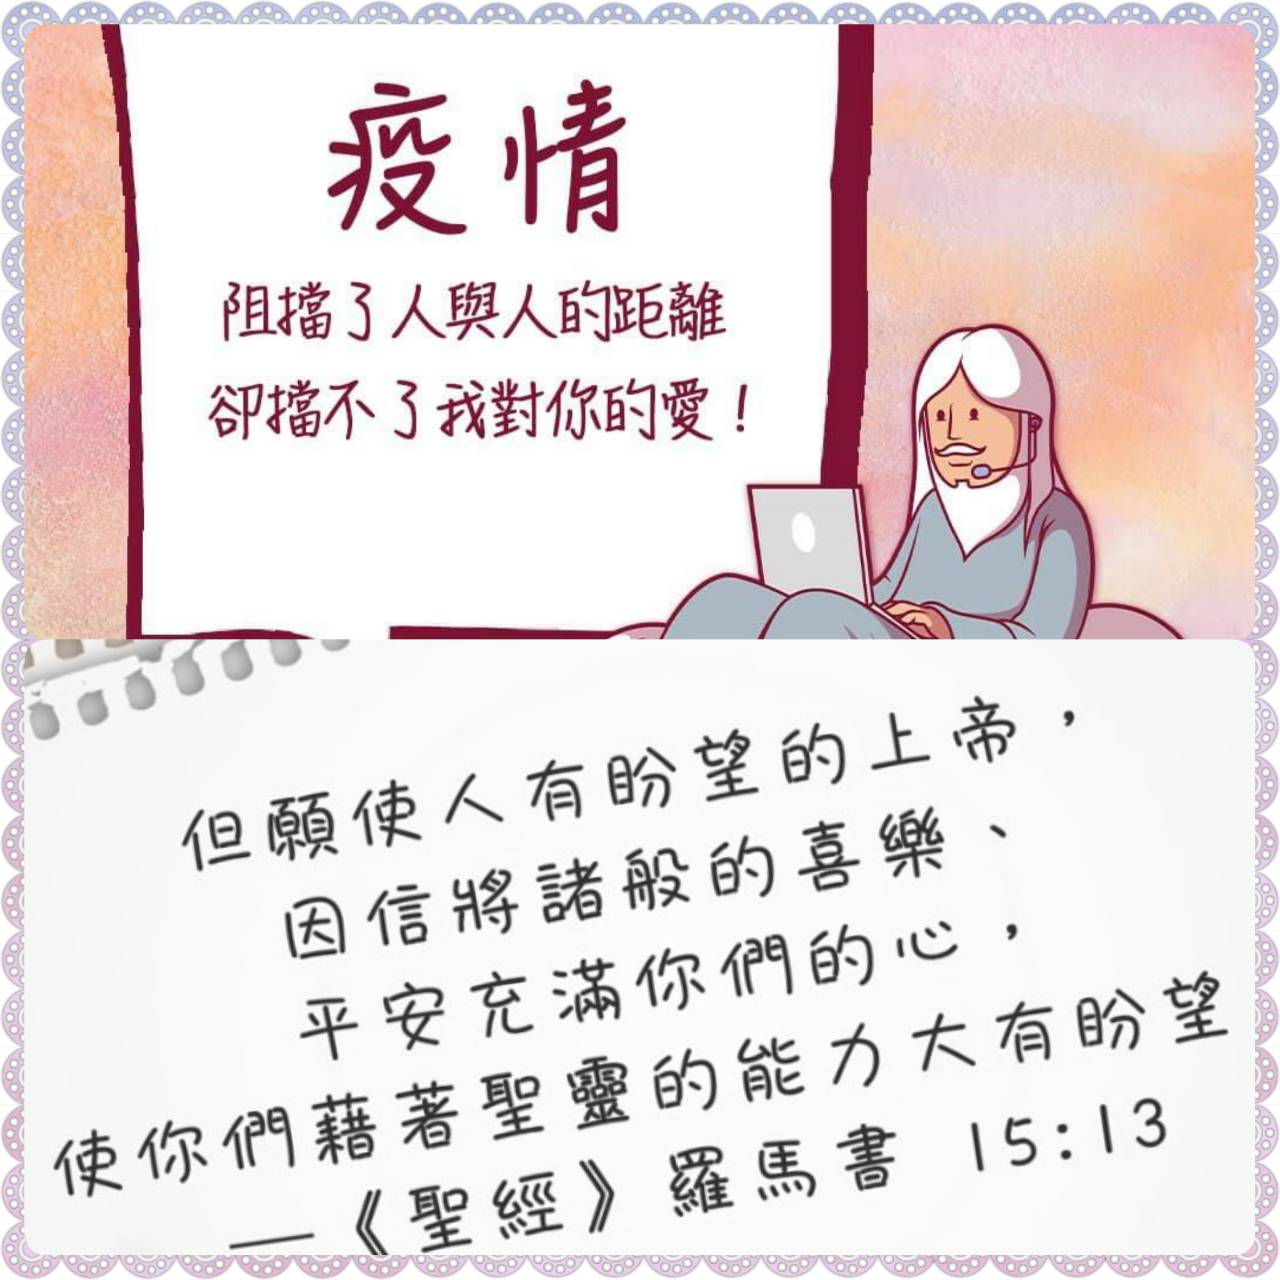 疫情
阻擋了人與人的距離
卻擋不了我對你的愛！
但願使人有盼望的上帝，
因信將諸般的喜樂、
平安充滿你們的心，
使你們藉著聖靈的能力大有盼望
—《聖經》羅馬書 15:13